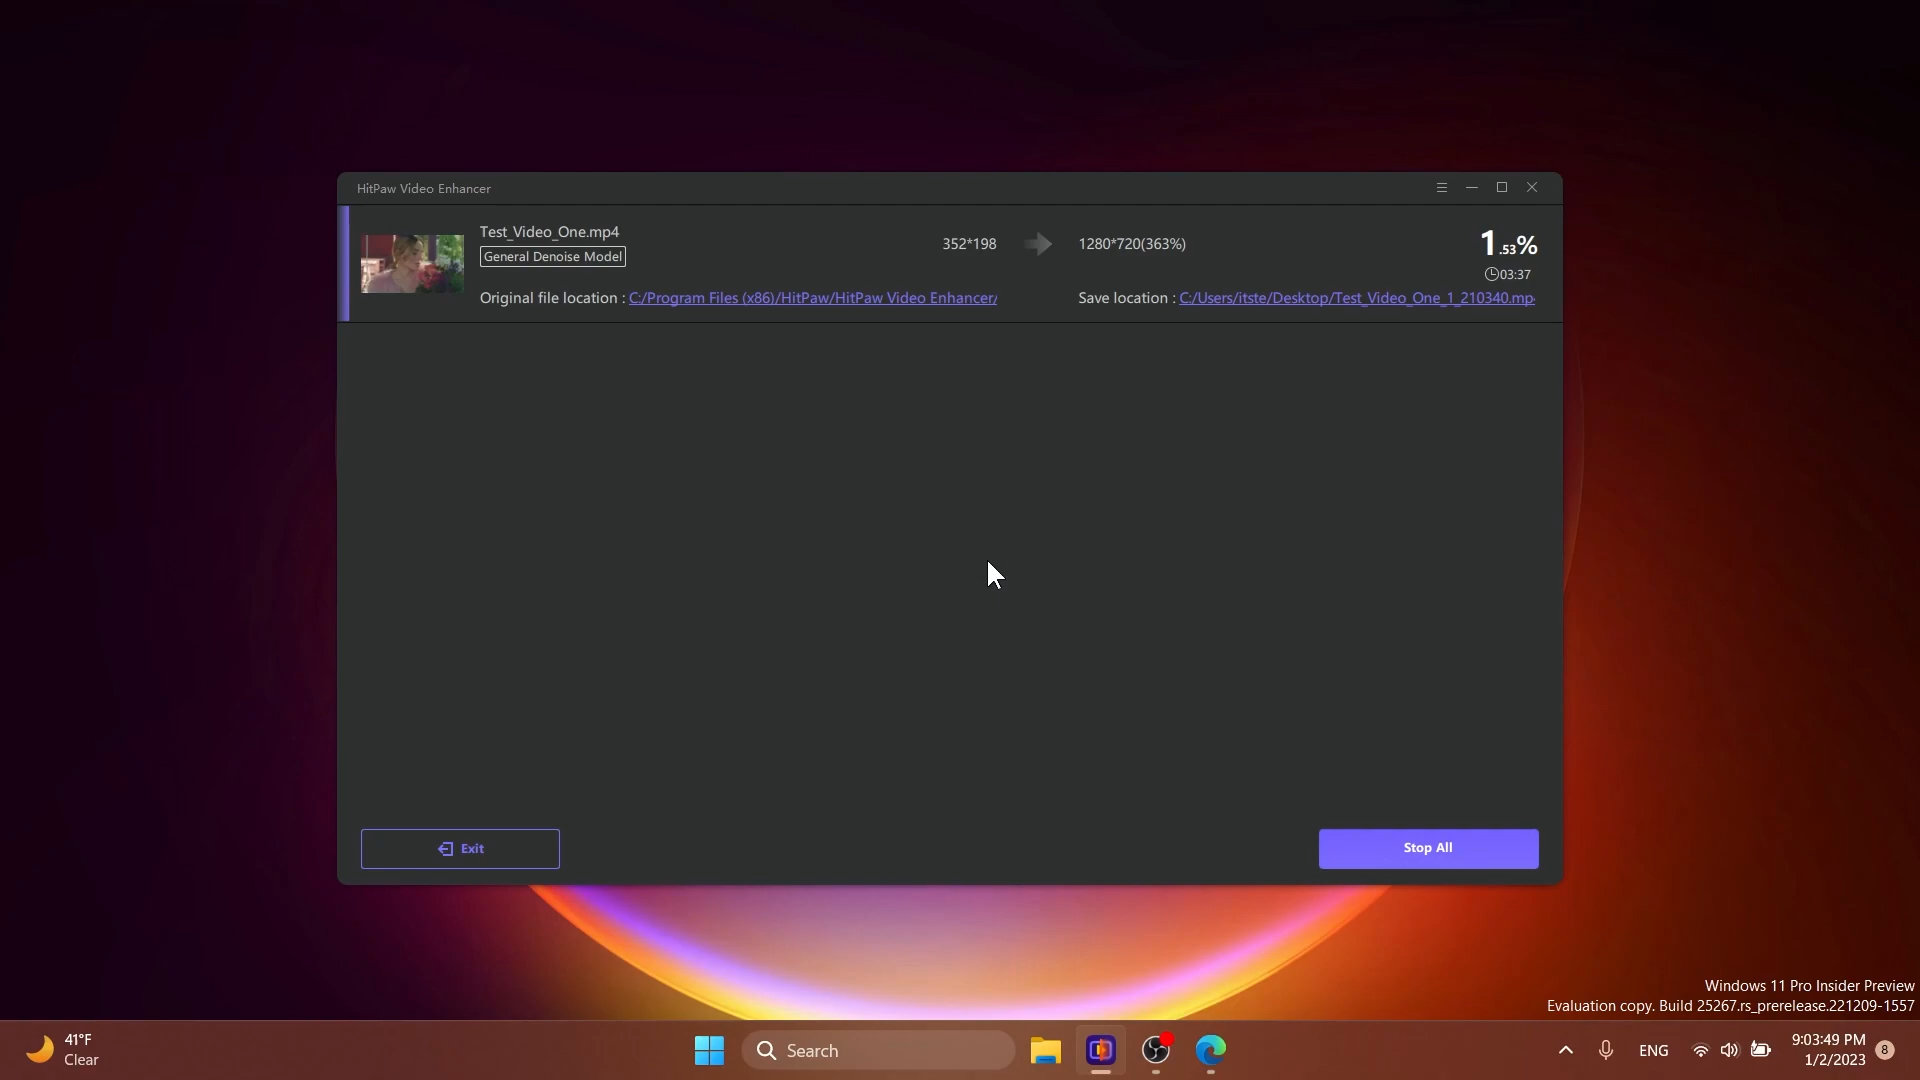 HitPaw Video Enhancer
Test_Video_One.mp4
General Denoise Model
352*198
1280*720(363%)
1.53%
03:37
Original file location : C:/Program Files (x86)/HitPaw/HitPaw Video Enhancer/
Save location : C:/Users/itste/Desktop/Test_Video_One_1_210340.mp
Exit
Stop All
Windows 11 Pro Insider Preview
Evaluation copy. Build 25267.rs_prerelease.221209-1557
41°F
Clear
Search
ENG
9:03:49 PM
1/2/2023
8